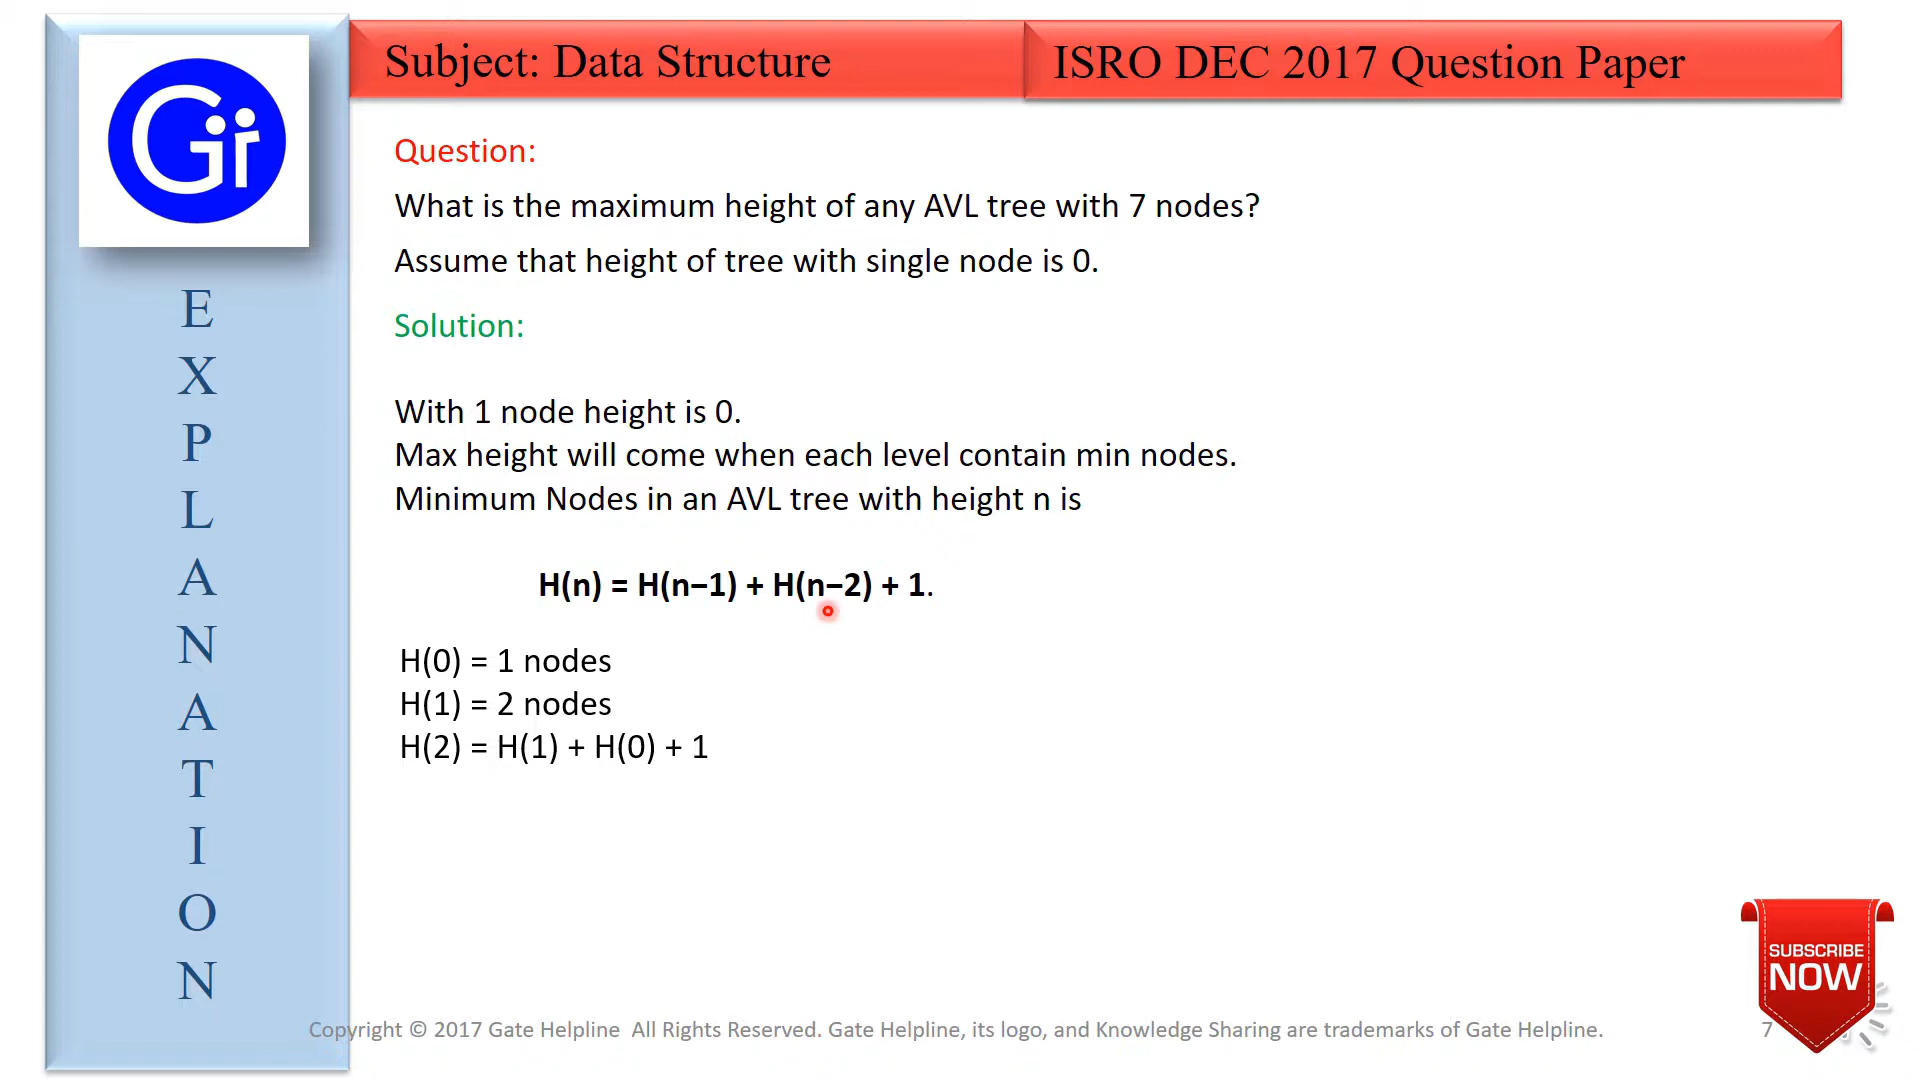 Subject: Data Structure
ISRO DEC 2017 Question Paper
Gr
EXPLANATION
Question:
What is the maximum height of any AVL tree with 7 nodes?
Assume that height of tree with single node is 0.
Solution:
With 1 node height is 0.
Max height will come when each level contain min nodes.
Minimum Nodes in an AVL tree with height n is
H(n) = H(n−1) + H(n−2) + 1.
H(0) = 1 nodes
H(1) = 2 nodes
H(2) = H(1) + H(0) + 1
SUBSCRIBE
NOW
Copyright © 2017 Gate Helpline All Rights Reserved. Gate Helpline, its logo, and Knowledge Sharing are trademarks of Gate Helpline.
7